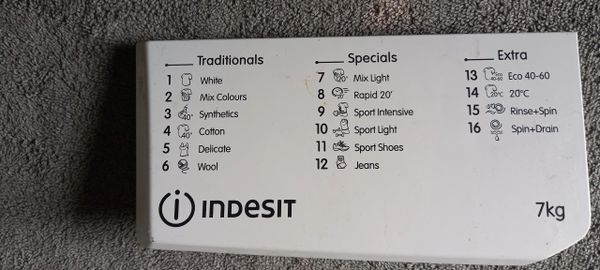 Traditionals
1 White
2 Mix Colours
3 40° Synthetics
4 40° Cotton
5 Delicate
6 Wool
Specials
7 20° Mix Light
8 Rapid 20'
9 Sport Intensive
10 Sport Light
11 Sport Shoes
12 Jeans
Extra
13 Eco 40-60 Eco 40-60
14 20°C 20°C
15 Rinse+Spin
16 Spin+Drain
i INDESIT
7kg